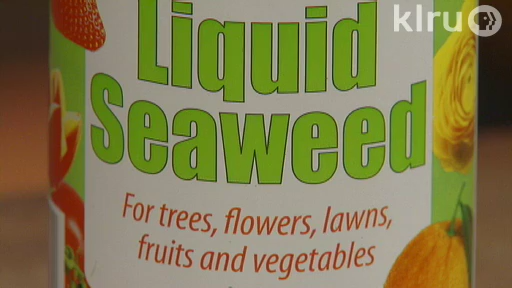 klru
Liquid
Seaweed
For trees, flowers, lawns,
fruits and vegetables